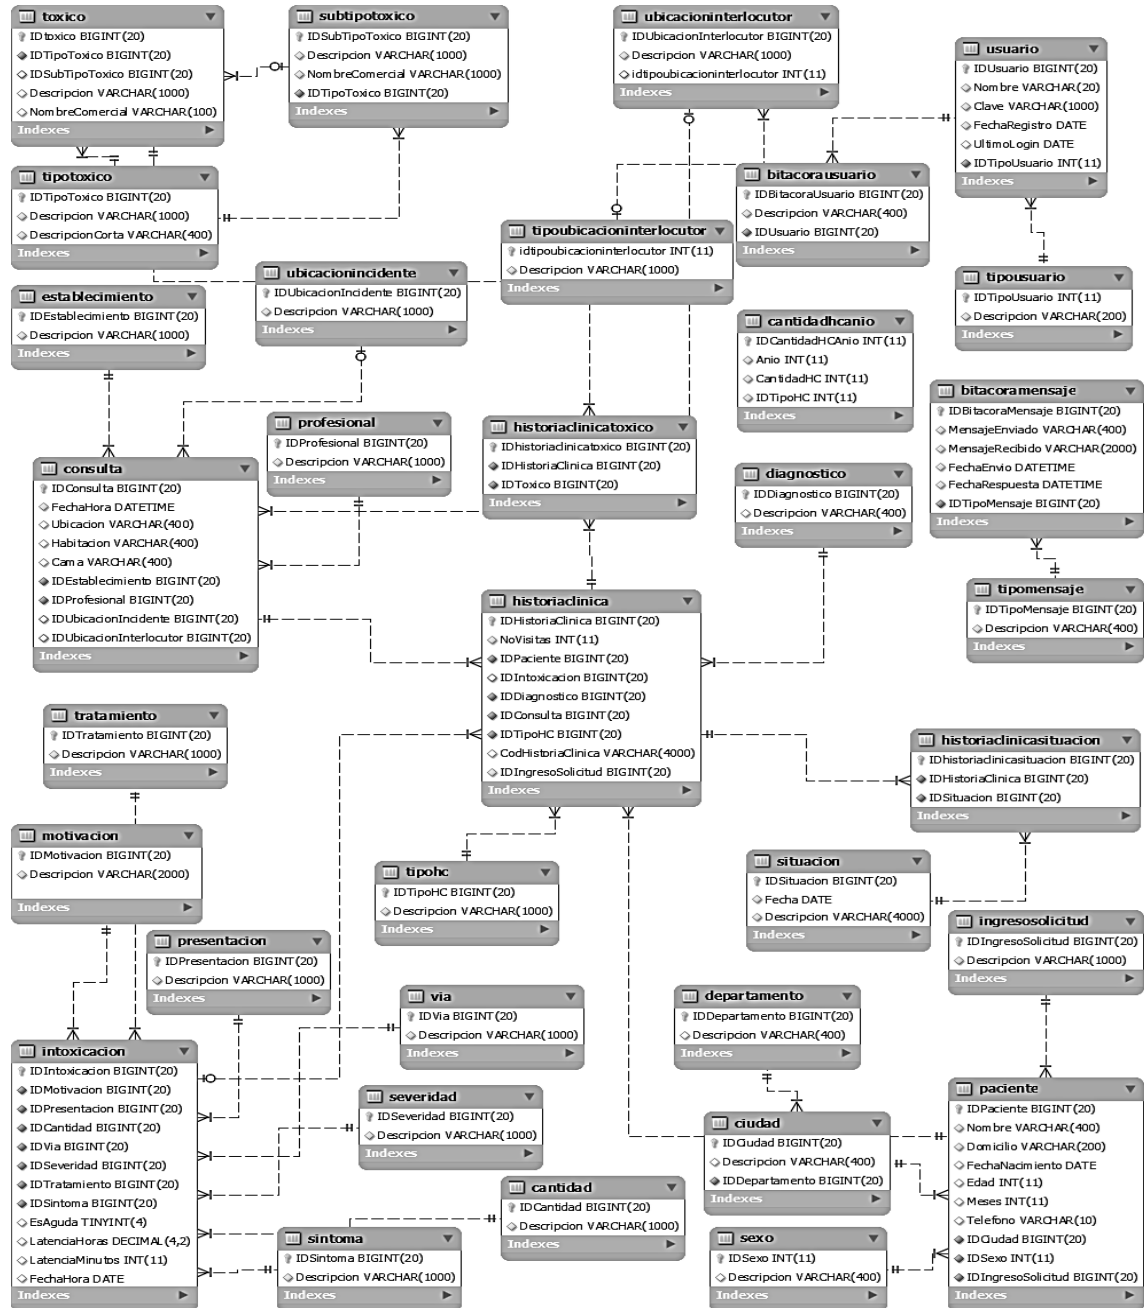 toxico
IDtoxico BIGINT(20)
IDTipoToxico BIGINT(20)
IDSubTipoToxico BIGINT(20)
Descripcion VARCHAR(1000)
NombreComercial VARCHAR(100)
Indexes
subtipotoxico
IDSubTipoToxico BIGINT(20)
Descripcion VARCHAR(1000)
NombreComercial VARCHAR(1000)
IDTipoToxico BIGINT(20)
Indexes
ubicacioninterlocutor
IDUbicacionInterlocutor BIGINT(20)
Descripcion VARCHAR(1000)
idtipoubicacioninterlocutor INT(11)
Indexes
usuario
IDUsuario BIGINT(20)
Nombre VARCHAR(20)
Clave VARCHAR(1000)
FechaRegistro DATE
UltimoLogin DATE
IDTipoUsuario INT(11)
Indexes
tipotoxico
IDTipoToxico BIGINT(20)
Descripcion VARCHAR(1000)
DescripcionCorta VARCHAR(400)
Indexes
bitacorausuario
IDBitacoraUsuario BIGINT(20)
Descripcion VARCHAR(400)
IDUsuario BIGINT(20)
Indexes
tipoubicacioninterlocutor
idtipoubicacioninterlocutor INT(11)
Descripcion VARCHAR(1000)
Indexes
ubicacionincidente
IDUbicacionIncidente BIGINT(20)
Descripcion VARCHAR(1000)
Indexes
tipousuario
IDTipoUsuario INT(11)
Descripcion VARCHAR(200)
Indexes
establecimiento
IDEstablecimiento BIGINT(20)
Descripcion VARCHAR(1000)
Indexes
cantidadhcanio
IDCantidadHCAnio INT(11)
Anio INT(11)
CantidadHC INT(11)
IDTipoHC INT(11)
Indexes
bitacoramensaje
IDBitacoraMensaje BIGINT(20)
MensajeEnviado VARCHAR(400)
MensajeRecibido VARCHAR(2000)
FechaEnvio DATETIME
FechaRespuesta DATETIME
IDTipoMensaje BIGINT(20)
Indexes
profesional
IDProfesional BIGINT(20)
Descripcion VARCHAR(1000)
Indexes
historiaclinicatoxico
IDhistoriaclinicatoxico BIGINT(20)
IDHistoriaClinica BIGINT(20)
IDToxico BIGINT(20)
Indexes
consulta
IDConsulta BIGINT(20)
FechaHora DATETIME
Ubicacion VARCHAR(400)
Habitacion VARCHAR(400)
Cama VARCHAR(400)
IDEstablecimiento BIGINT(20)
IDProfesional BIGINT(20)
IDUbicacionIncidente BIGINT(20)
IDUbicacionInterlocutor BIGINT(20)
Indexes
diagnostico
IDDiagnostico BIGINT(20)
Descripcion VARCHAR(400)
Indexes
tipomensaje
IDTipoMensaje BIGINT(20)
Descripcion VARCHAR(400)
Indexes
historiaclinica
IDHistoriaClinica BIGINT(20)
NoVisitas INT(11)
IDPaciente BIGINT(20)
IDIntoxicacion BIGINT(20)
IDDiagnostico BIGINT(20)
IDConsulta BIGINT(20)
IDTipoHC BIGINT(20)
CodHistoriaClinica VARCHAR(4000)
IDIngresoSolicitud BIGINT(20)
Indexes
tratamiento
IDTratamiento BIGINT(20)
Descripcion VARCHAR(1000)
Indexes
historiaclinicasituacion
IDhistoriaclinicasituacion BIGINT(20)
IDHistoriaClinica BIGINT(20)
IDSituacion BIGINT(20)
Indexes
motivacion
IDMotivacion BIGINT(20)
Descripcion VARCHAR(2000)
Indexes
tipohc
IDTipoHC BIGINT(20)
Descripcion VARCHAR(1000)
Indexes
situacion
IDSituacion BIGINT(20)
Fecha DATE
Descripcion VARCHAR(4000)
Indexes
ingresosolicitud
IDIngresoSolicitud BIGINT(20)
Descripcion VARCHAR(1000)
Indexes
presentacion
IDPresentacion BIGINT(20)
Descripcion VARCHAR(1000)
Indexes
via
IDVia BIGINT(20)
Descripcion VARCHAR(1000)
Indexes
departamento
IDDepartamento BIGINT(20)
Descripcion VARCHAR(400)
Indexes
intoxicacion
IDIntoxicacion BIGINT(20)
IDMotivacion BIGINT(20)
IDPresentacion BIGINT(20)
IDCantidad BIGINT(20)
IDVia BIGINT(20)
IDSeveridad BIGINT(20)
IDTratamiento BIGINT(20)
IDSintoma BIGINT(20)
EsAguda TINYINT(4)
LatenciaHoras DECIMAL(4,2)
LatenciaMinutos INT(11)
FechaHora DATE
Indexes
severidad
IDSeveridad BIGINT(20)
Descripcion VARCHAR(1000)
Indexes
ciudad
IDCiudad BIGINT(20)
Descripcion VARCHAR(400)
IDDepartamento BIGINT(20)
Indexes
paciente
IDPaciente BIGINT(20)
Nombre VARCHAR(400)
Domicilio VARCHAR(200)
FechaNacimiento DATE
Edad INT(11)
Meses INT(11)
Telefono VARCHAR(10)
IDCiudad BIGINT(20)
IDSexo INT(11)
IDIngresoSolicitud BIGINT(20)
Indexes
cantidad
IDCantidad BIGINT(20)
Descripcion VARCHAR(1000)
Indexes
sintoma
IDSintoma BIGINT(20)
Descripcion VARCHAR(1000)
Indexes
sexo
IDSexo INT(11)
Descripcion VARCHAR(400)
Indexes